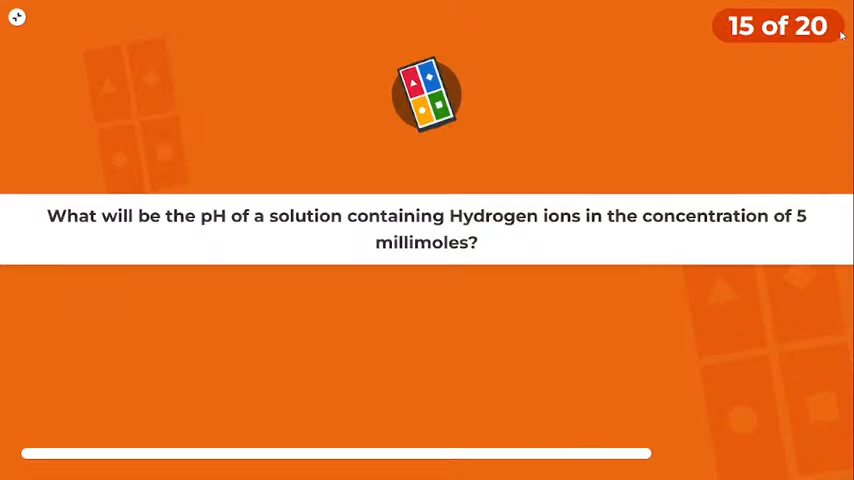 15 of 20
What will be the pH of a solution containing Hydrogen ions in the concentration of 5
millimoles?